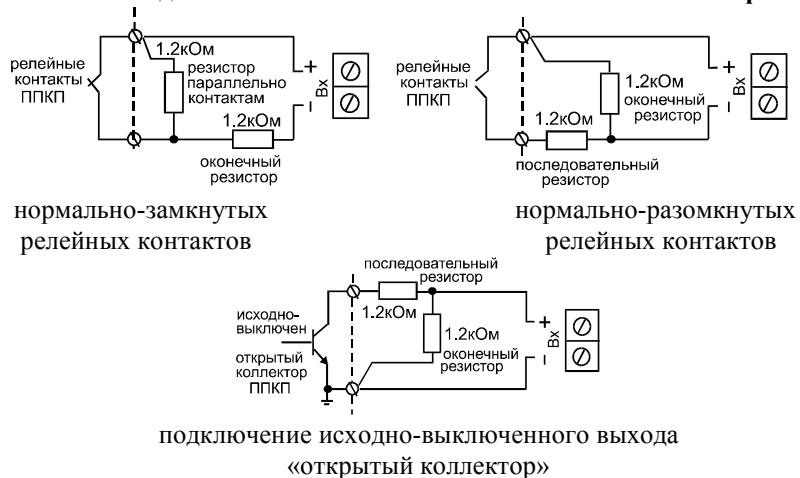 1.2кОм
релейные
контакты
ППКП
резистор
параллельно
контактам
1.2кОм
оконечный
резистор
+
Вх
–
нормально-замкнутых
релейных контактов
релейные
контакты
ППКП
1.2кОм
оконечный
резистор
1.2кОм
последовательный
резистор
+
Вх
–
нормально-разомкнутых
релейных контактов
последовательный
резистор
1.2кОм
исходно-
выключен
открытый
коллектор
ППКП
1.2кОм
оконечный
резистор
+
Вх
–
подключение исходно-выключенного выхода
«открытый коллектор»